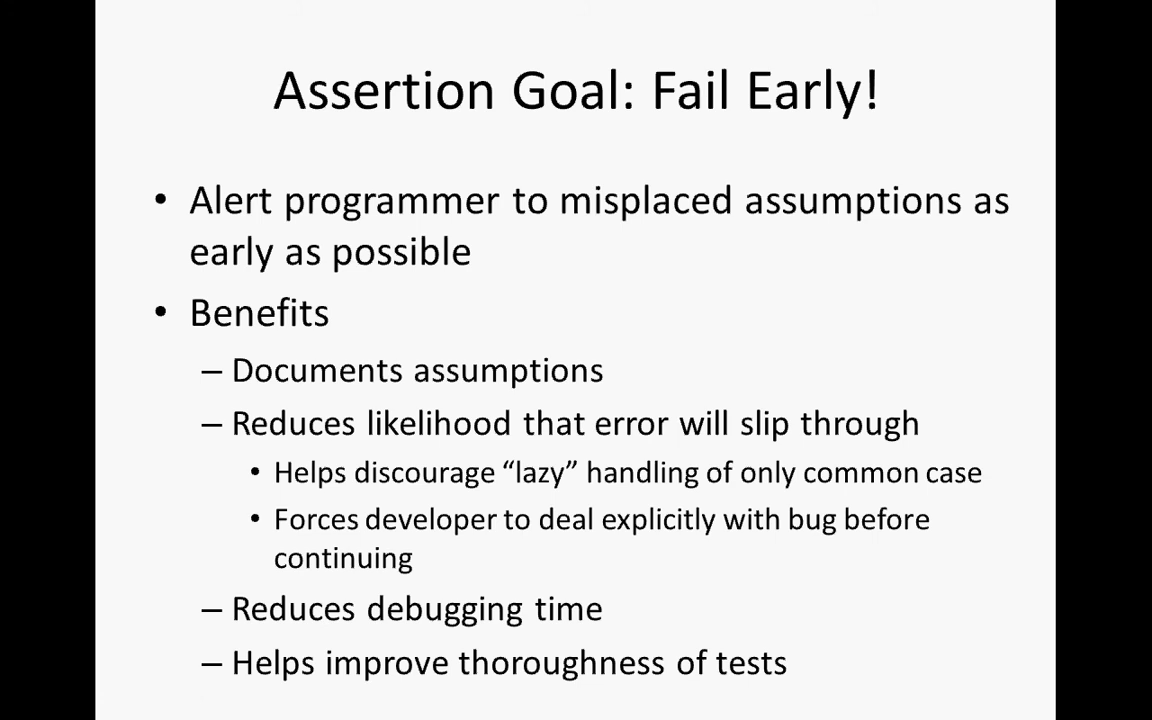 Assertion Goal: Fail Early!
• Alert programmer to misplaced assumptions as
early as possible
• Benefits
– Documents assumptions
– Reduces likelihood that error will slip through
• Helps discourage “lazy” handling of only common case
• Forces developer to deal explicitly with bug before
continuing
– Reduces debugging time
– Helps improve thoroughness of tests